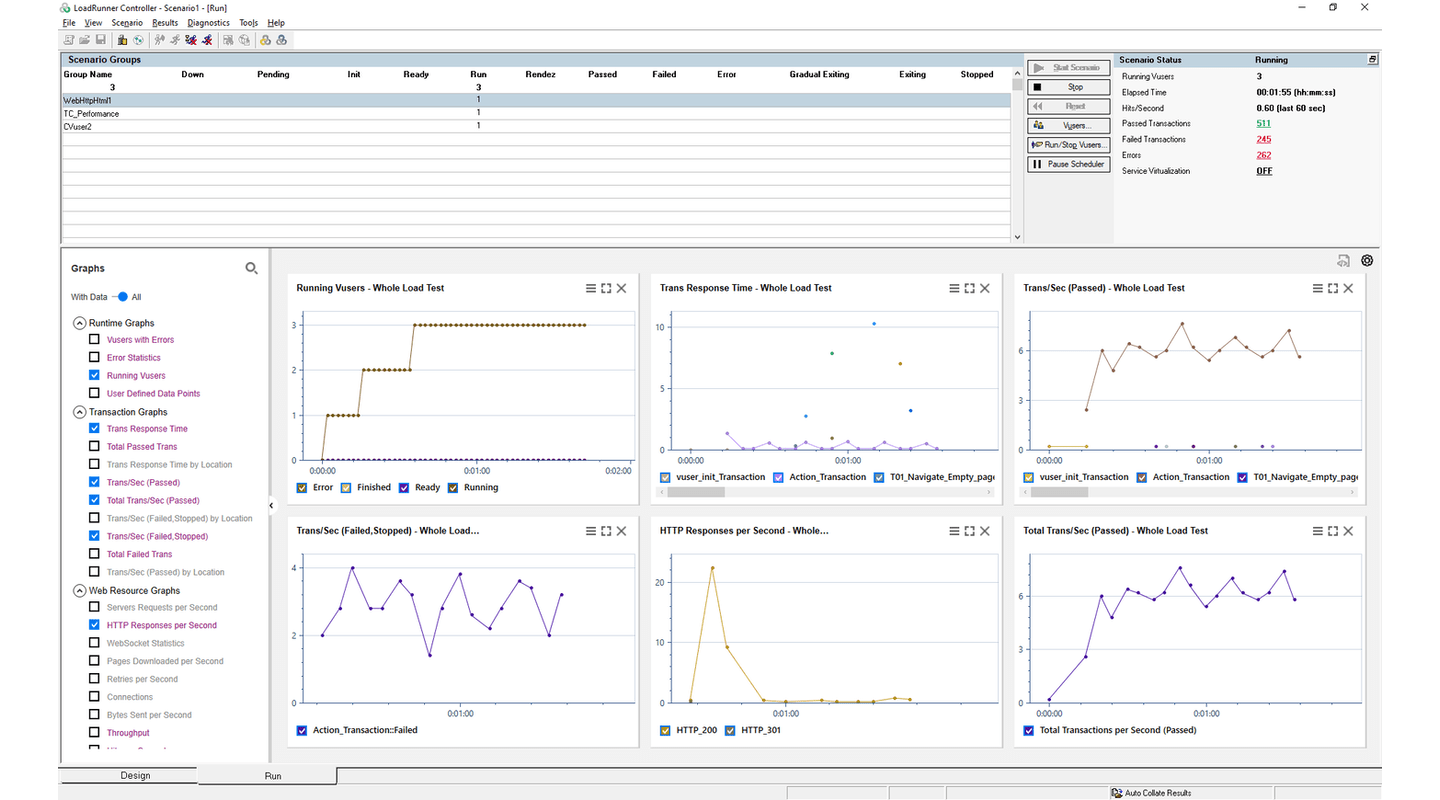 LoadRunner Controller - Scenario1 - [Run]
File View Scenario Results Diagnostics Tools Help
Scenario Groups
Group Name Down Pending Init Ready Run Rendez Passed Failed Error Gradual Exiting Exiting Stopped
3 3
WebHttpHtml1 1
TC_Performance 1
CVuser2 1
Start Scenario
Stop
Reset
Vusers...
Run/Stop Vusers...
Pause Scheduler
Scenario Status Running
Running Vusers 3
Elapsed Time 00:01:55 (hh:mm:ss)
Hits/Second 0.60 (last 60 sec)
Passed Transactions 511
Failed Transactions 245
Errors 262
Service Virtualization OFF
Graphs
With Data All
Runtime Graphs
Vusers with Errors
Error Statistics
Running Vusers
User Defined Data Points
Transaction Graphs
Trans Response Time
Total Passed Trans
Trans Response Time by Location
Trans/Sec (Passed)
Total Trans/Sec (Passed)
Trans/Sec (Failed,Stopped) by Location
Trans/Sec (Failed,Stopped)
Total Failed Trans
Trans/Sec (Passed) by Location
Web Resource Graphs
Servers Requests per Second
HTTP Responses per Second
WebSocket Statistics
Pages Downloaded per Second
Retries per Second
Connections
Bytes Sent per Second
Throughput
Running Vusers - Whole Load Test
3
2
1
0
0:00:00 0:01:00 0:02:00
Error Finished Ready Running
Trans Response Time - Whole Load Test
10
5
0
0:00:00 0:01:00
vuser_init_Transaction Action_Transaction T01_Navigate_Empty_page
Trans/Sec (Passed) - Whole Load Test
6
3
0
0:00:00 0:01:00
vuser_init_Transaction Action_Transaction T01_Navigate_Empty_page
Trans/Sec (Failed,Stopped) - Whole Load...
4
2
0
0:01:00
Action_Transaction::Failed
HTTP Responses per Second - Whole...
20
10
0
0:01:00
HTTP_200 HTTP_301
Total Trans/Sec (Passed) - Whole Load Test
6
3
0
0:00:00 0:01:00
Total Transactions per Second (Passed)
Design Run
Auto Collate Results